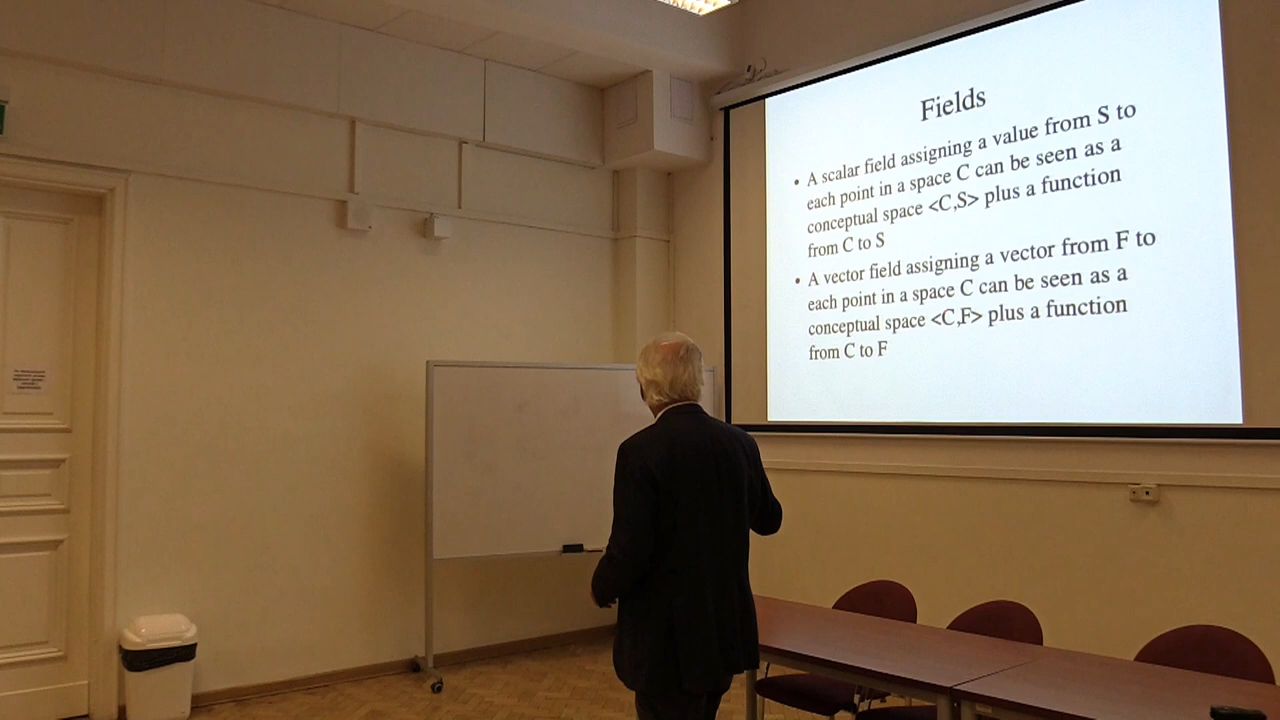 Fields
• A scalar field assigning a value from S to
each point in a space C can be seen as a
conceptual space <C,S> plus a function
from C to S
• A vector field assigning a vector from F to
each point in a space C can be seen as a
conceptual space <C,F> plus a function
from C to F